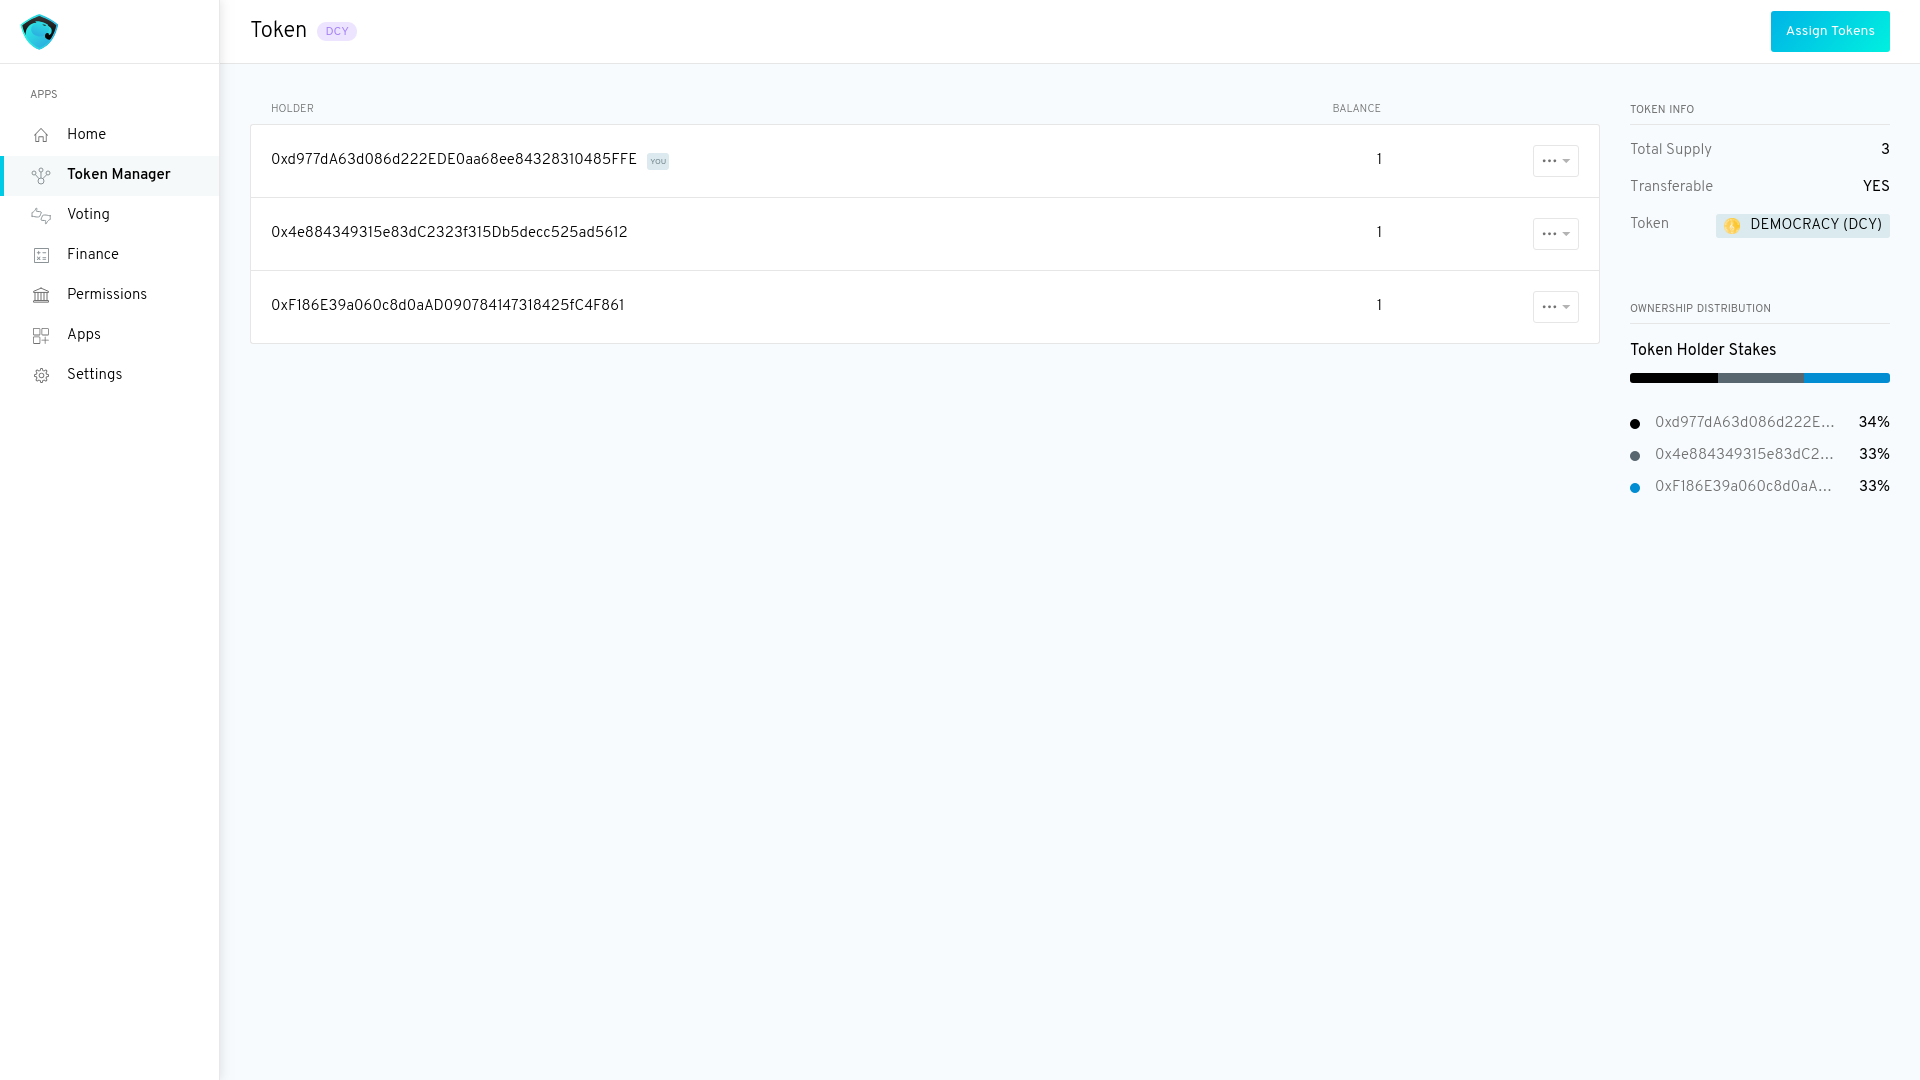 Token DCY
Assign Tokens
APPS
Home
Token Manager
Voting
Finance
Permissions
Apps
Settings
HOLDER BALANCE
0xd977dA63d086d222EDE0aa68ee84328310485FFE YOU 1
0x4e884349315e83dC2323f315Db5decc525ad5612 1
0xF186E39a060c8d0aAD090784147318425fC4F861 1
TOKEN INFO
Total Supply 3
Transferable YES
Token DEMOCRACY (DCY)
OWNERSHIP DISTRIBUTION
Token Holder Stakes
0xd977dA63d086d222E... 34%
0x4e884349315e83dC2... 33%
0xF186E39a060c8d0aA... 33%